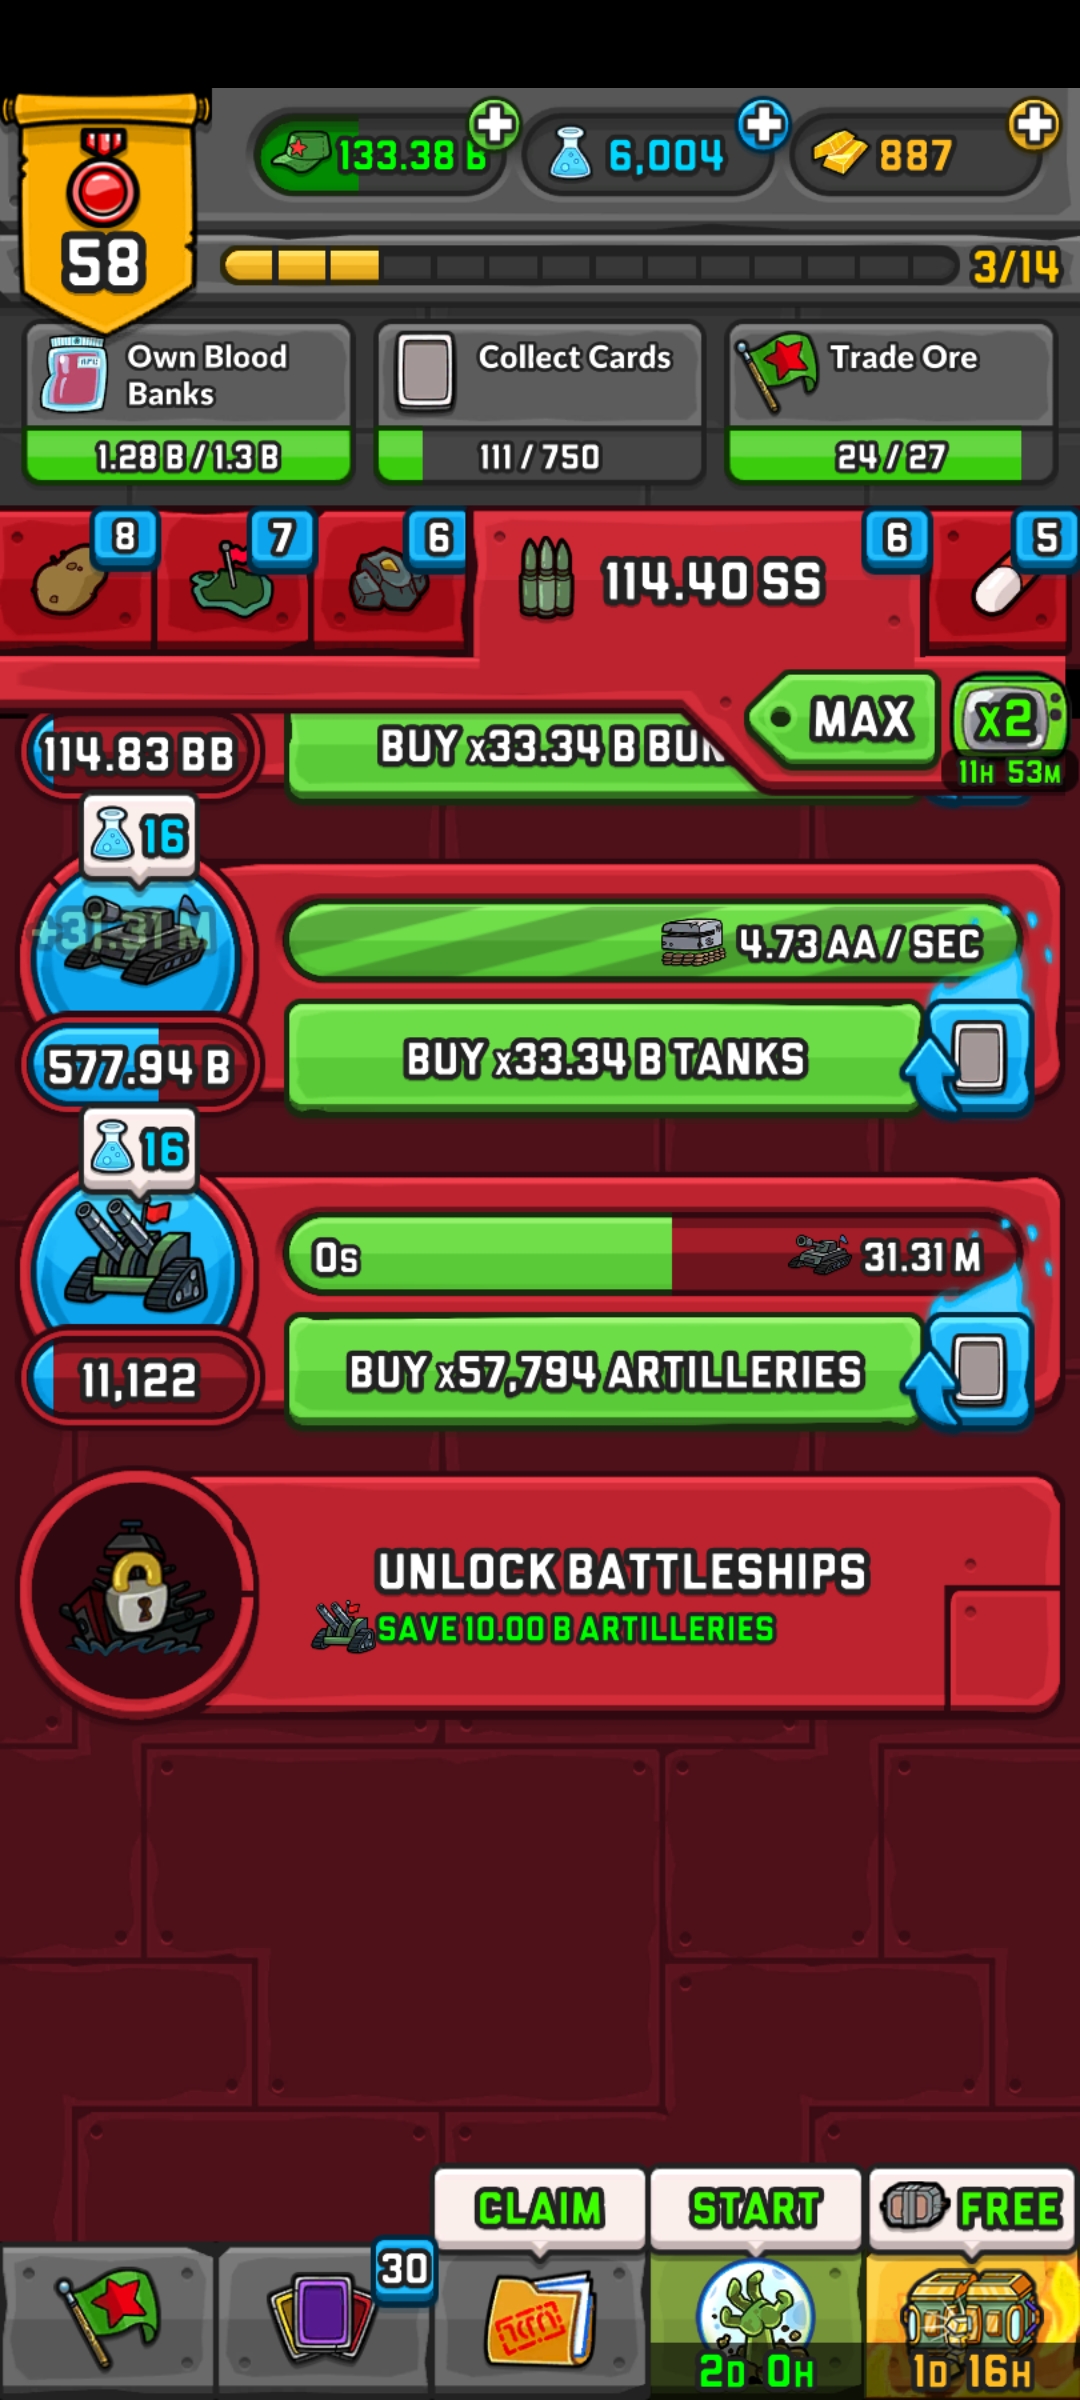 58
133.38 B
6,004
887
3/14
Own Blood
Banks
1.28 B / 1.3 B
Collect Cards
111 / 750
Trade Ore
24 / 27
8
7
6
114.40 SS
6
5
MAX
x2
11H 53M
114.83 BB
BUY x33.34 B
16
+31.31 M
4.73 AA / SEC
577.94 B
BUY x33.34 B TANKS
16
0s
31.31 M
11,122
BUY x57,794 ARTILLERIES
UNLOCK BATTLESHIPS
SAVE 10.00 B ARTILLERIES
CLAIM
START
FREE
30
2D 0H
1D 16H